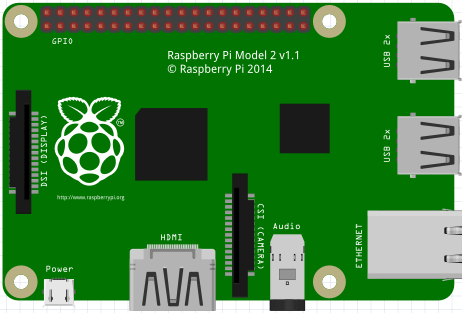 GPIO
Raspberry Pi Model 2 v1.1
© Raspberry Pi 2014
USB 2x
DSI (DISPLAY)
TM
USB 2x
http://www.raspberrypi.org
CSI (CAMERA)
HDMI
Audio
ETHERNET
Power